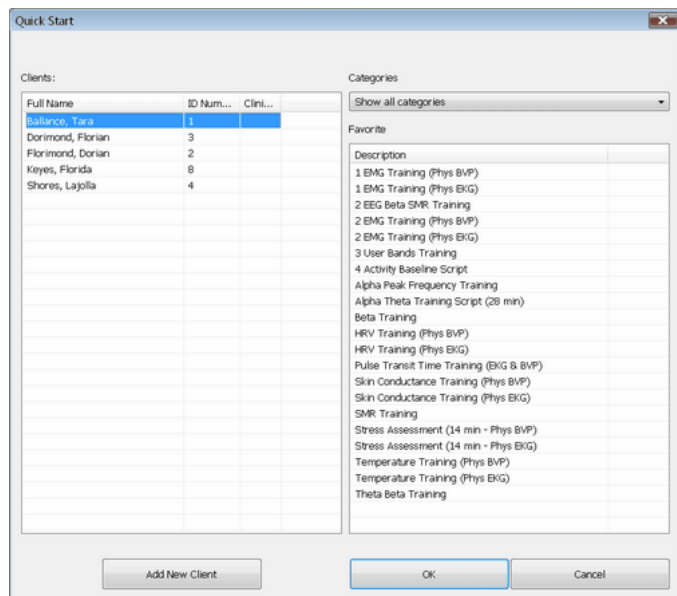 Quick Start
Clients:
Full Name ID Num... Clini...
Ballance, Tara 1
Dorimond, Florian 3
Florimond, Dorian 2
Keyes, Florida 8
Shores, Lajolla 4
Add New Client
Categories
Show all categories
Favorite
Description
1 EMG Training (Phys BVP)
1 EMG Training (Phys EKG)
2 EEG Beta SMR Training
2 EMG Training (Phys BVP)
2 EMG Training (Phys EKG)
3 User Bands Training
4 Activity Baseline Script
Alpha Peak Frequency Training
Alpha Theta Training Script (28 min)
Beta Training
HRV Training (Phys BVP)
HRV Training (Phys EKG)
Pulse Transit Time Training (EKG & BVP)
Skin Conductance Training (Phys BVP)
Skin Conductance Training (Phys EKG)
SMR Training
Stress Assessment (14 min - Phys BVP)
Stress Assessment (14 min - Phys EKG)
Temperature Training (Phys BVP)
Temperature Training (Phys EKG)
Theta Beta Training
OK Cancel